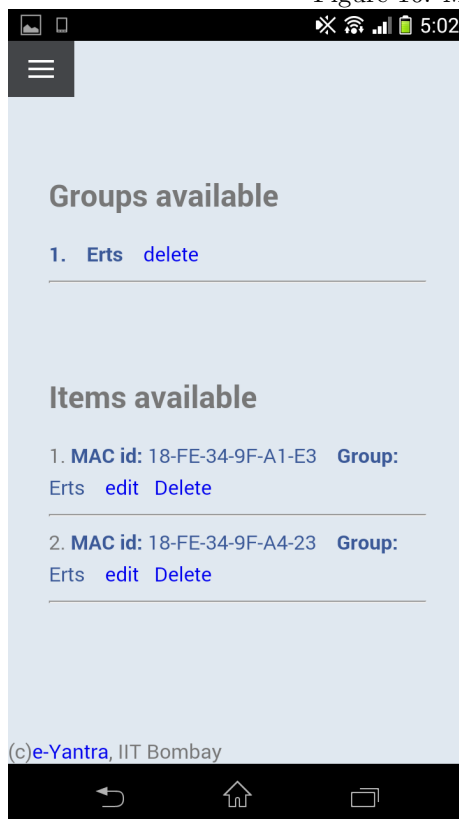 5:02
Groups available
1. Erts delete
Items available
1. MAC id: 18-FE-34-9F-A1-E3 Group:
Erts edit Delete
2. MAC id: 18-FE-34-9F-A4-23 Group:
Erts edit Delete
(c)e-Yantra, IIT Bombay